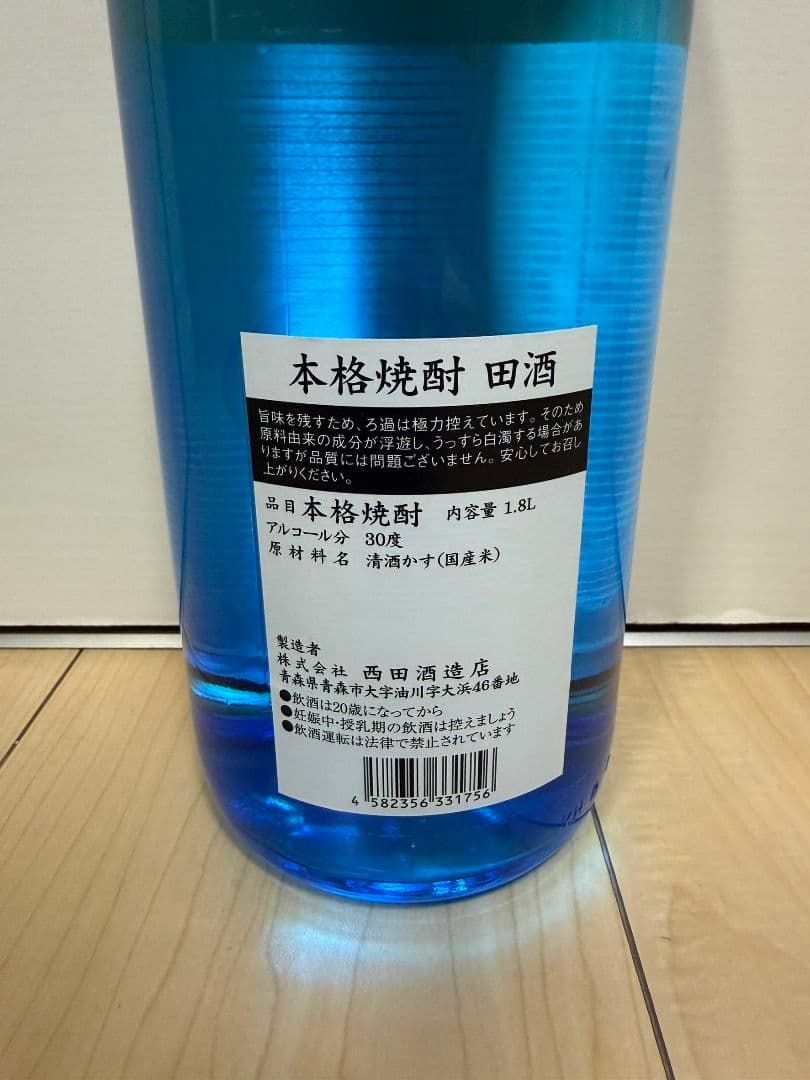 本格焼酎 田酒
旨味を残すため、ろ過は極力控えています。そのため
原料由来の成分が浮遊し、うっすら白濁する場合があ
りますが品質には問題ございません。安心してお召し
上がりください。
品目 本格焼酎 内容量 1.8L
アルコール分 30度
原材料名 清酒かす(国産米)
製造者
株式会社 西田酒造店
青森県青森市大字油川字大浜46番地
●飲酒は20歳になってから
●妊娠中・授乳期の飲酒は控えましょう
●飲酒運転は法律で禁止されています
4 582356 331756